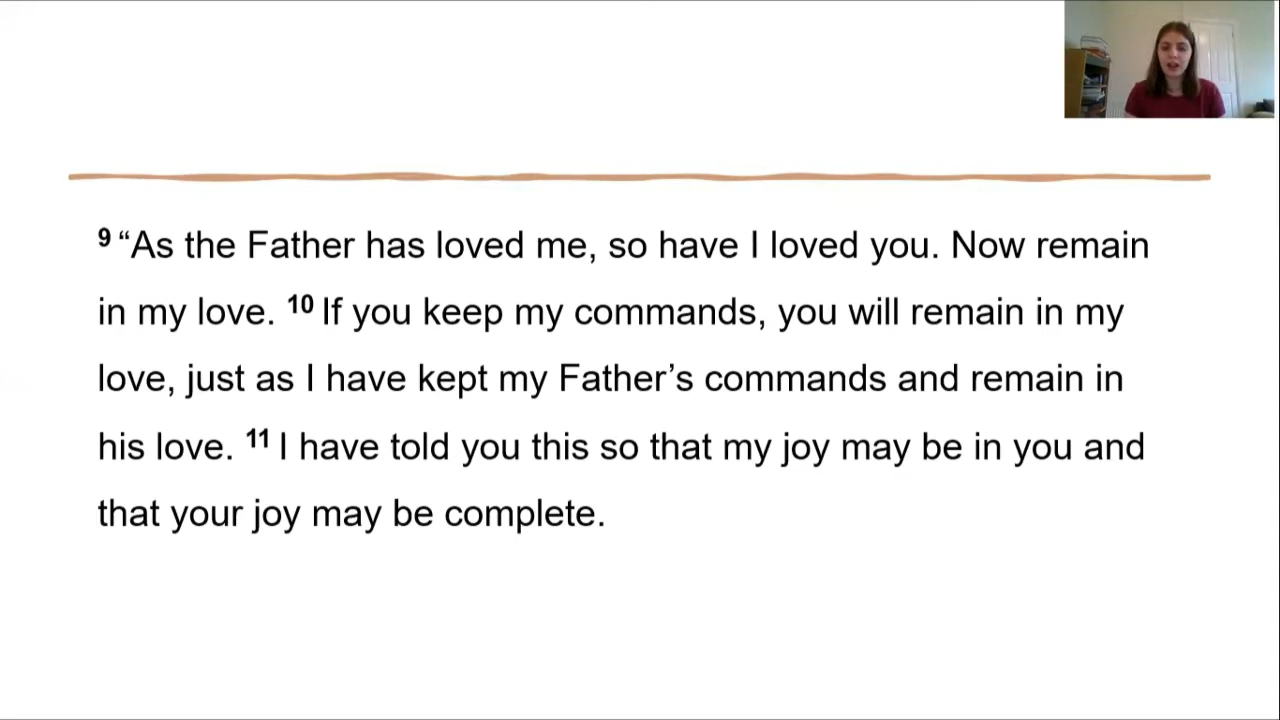 9 “As the Father has loved me, so have I loved you. Now remain
in my love. 10 If you keep my commands, you will remain in my
love, just as I have kept my Father’s commands and remain in
his love. 11 I have told you this so that my joy may be in you and
that your joy may be complete.